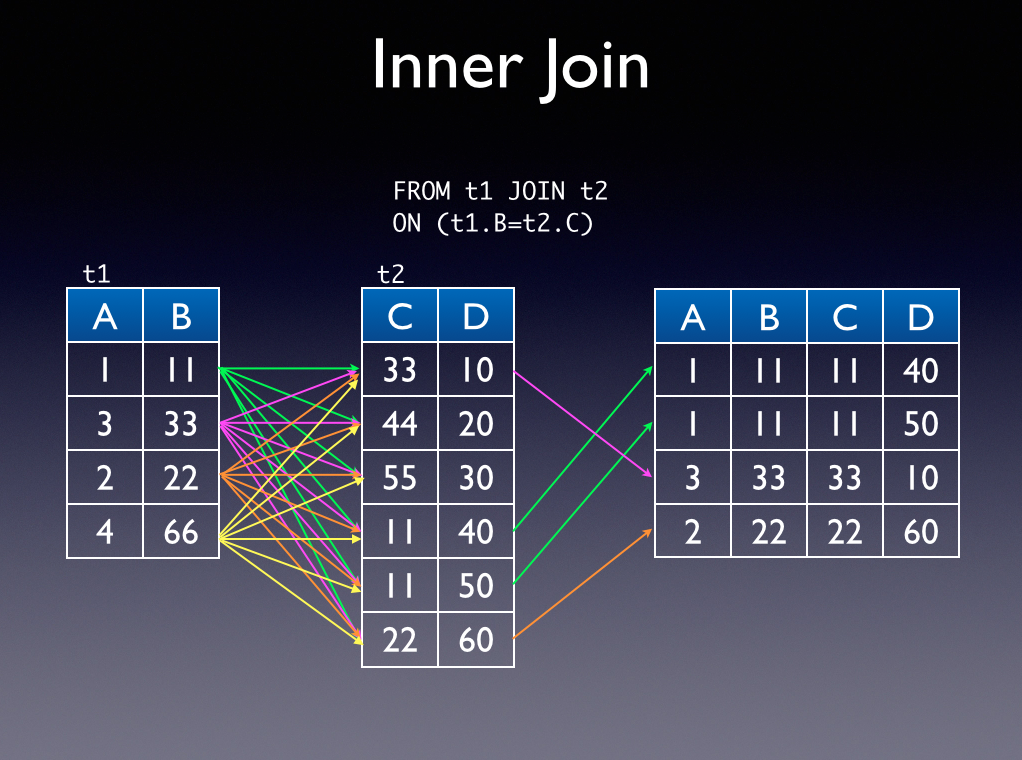 Inner Join
FROM t1 JOIN t2
ON (t1.B=t2.C)
t1
A B
1 11
3 33
2 22
4 66
t2
C D
33 10
44 20
55 30
11 40
11 50
22 60
A B C D
1 11 11 40
1 11 11 50
3 33 33 10
2 22 22 60